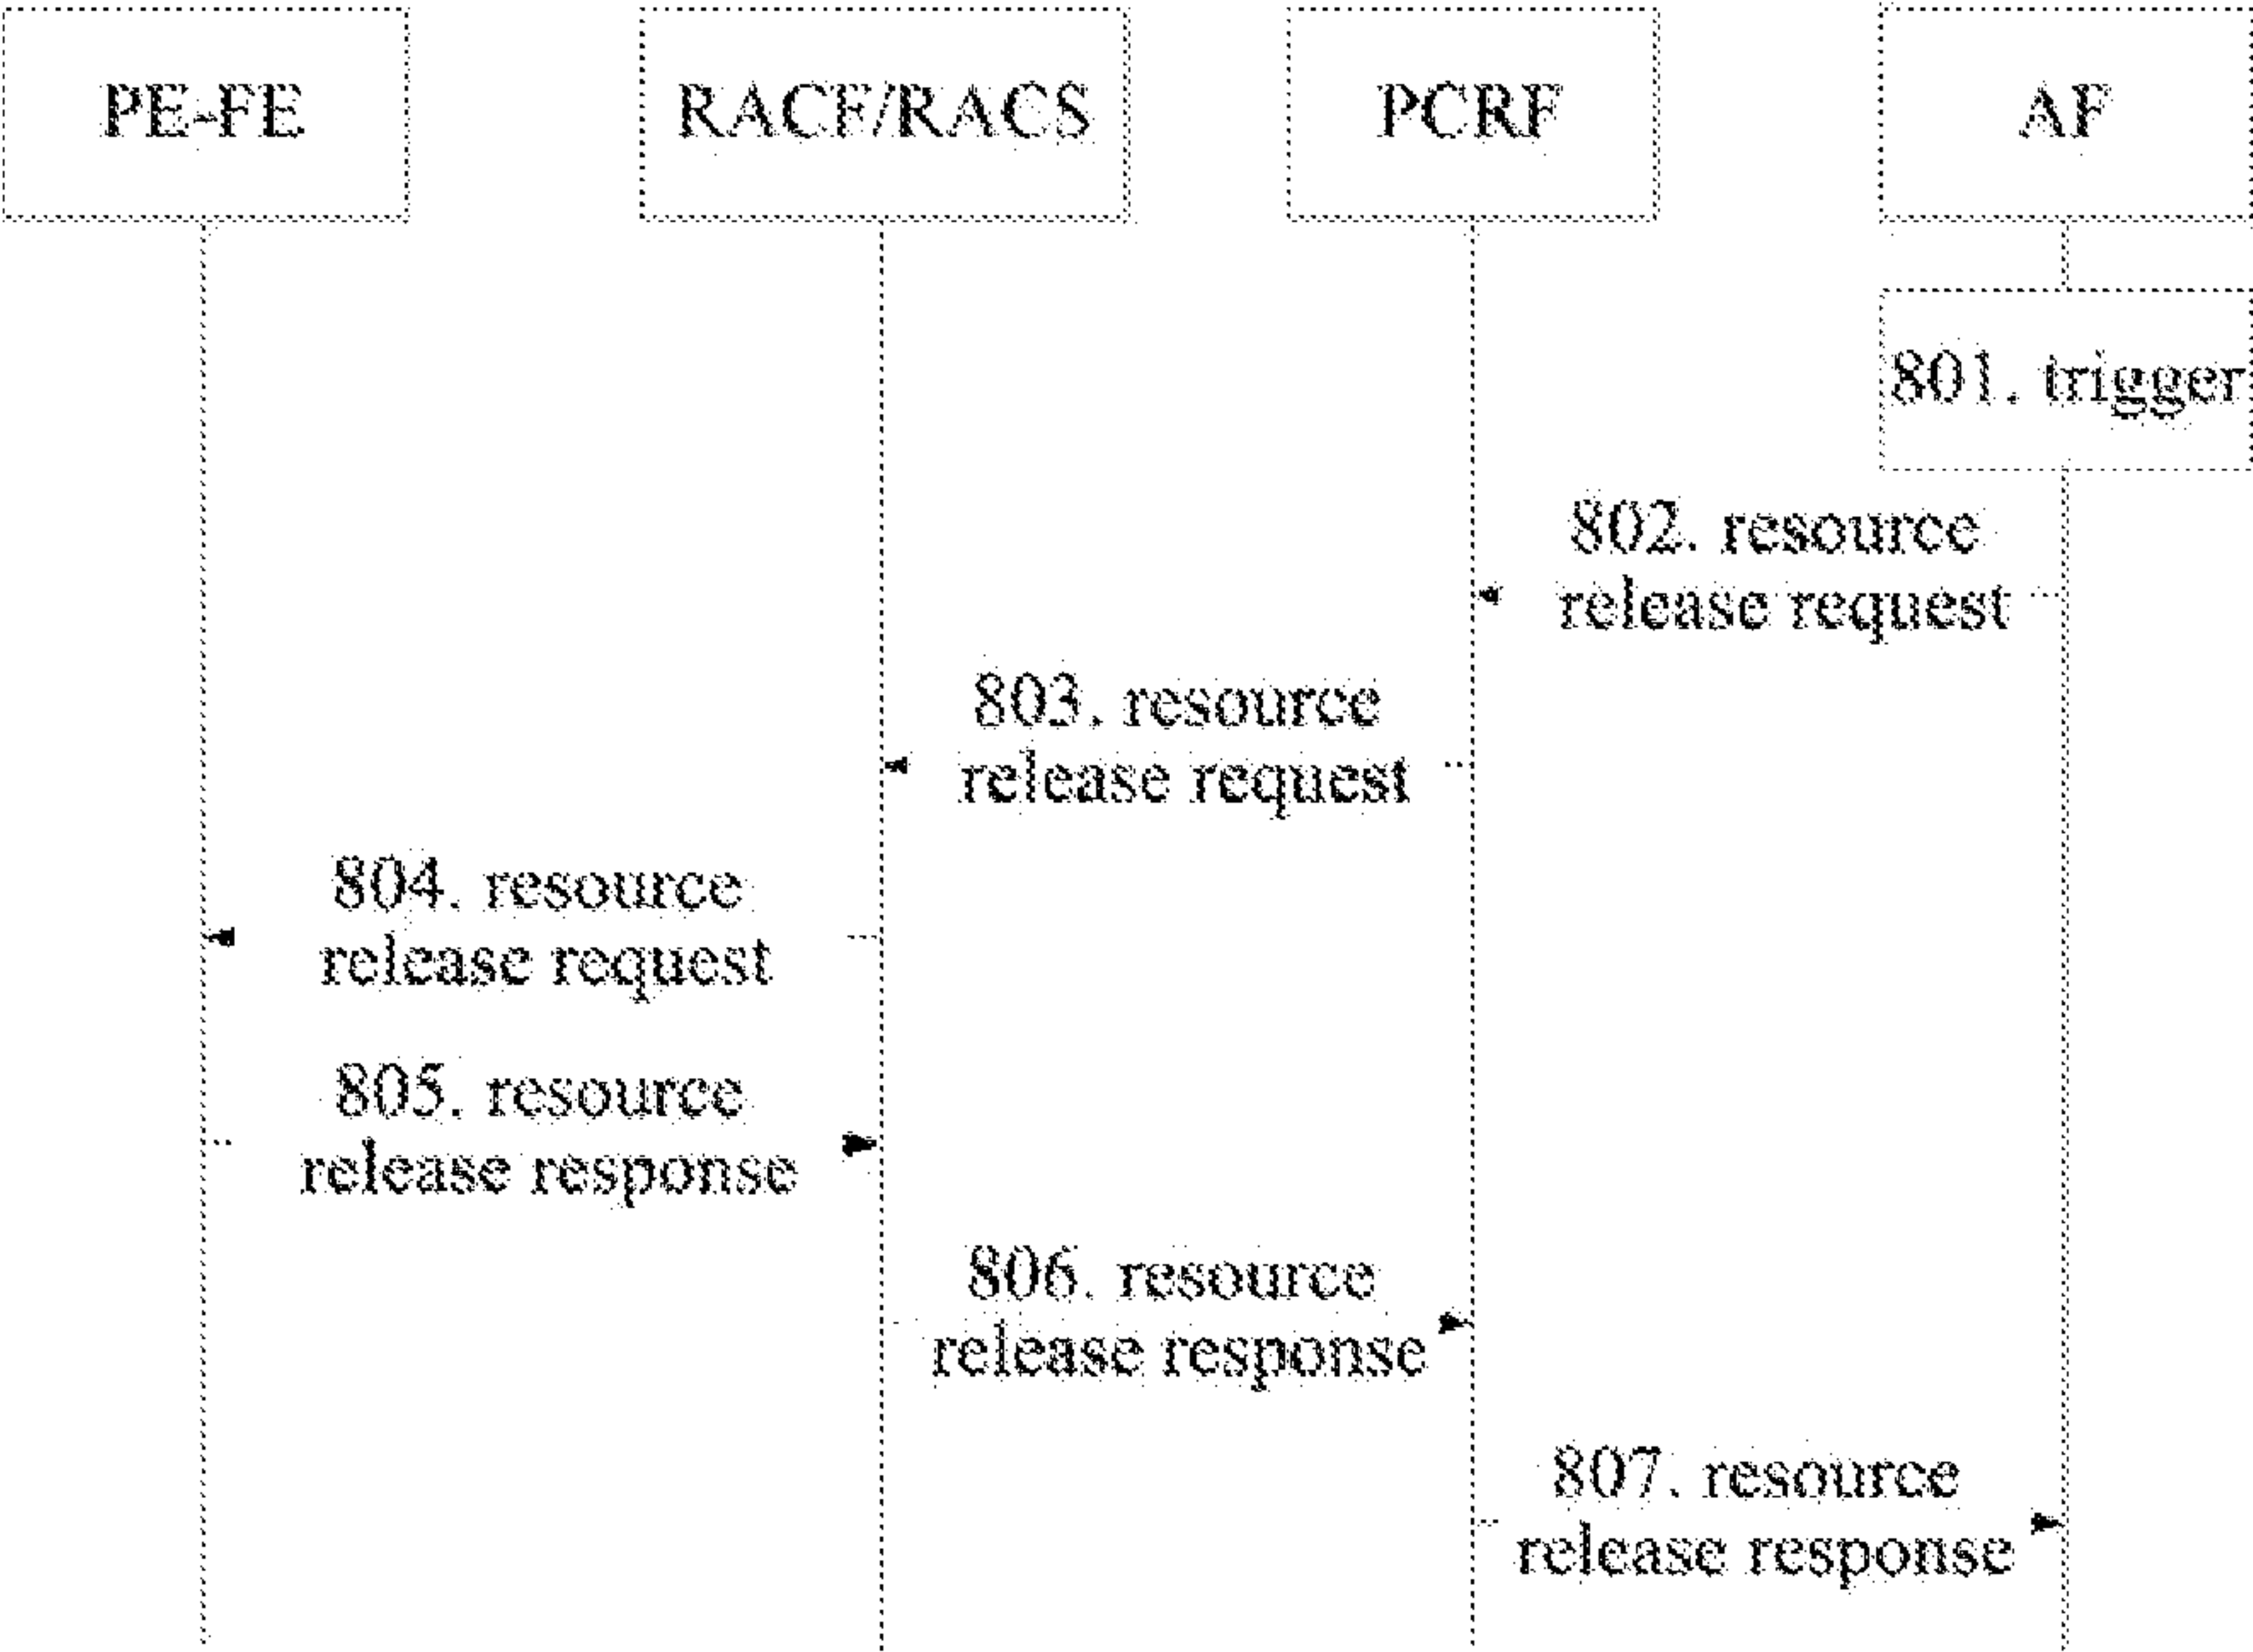 PE-FE
RACF/RACS
PCRF
AF
801. trigger
802. resource
release request
803. resource
release request
804. resource
release request
805. resource
release response
806. resource
release response
807. resource
release response